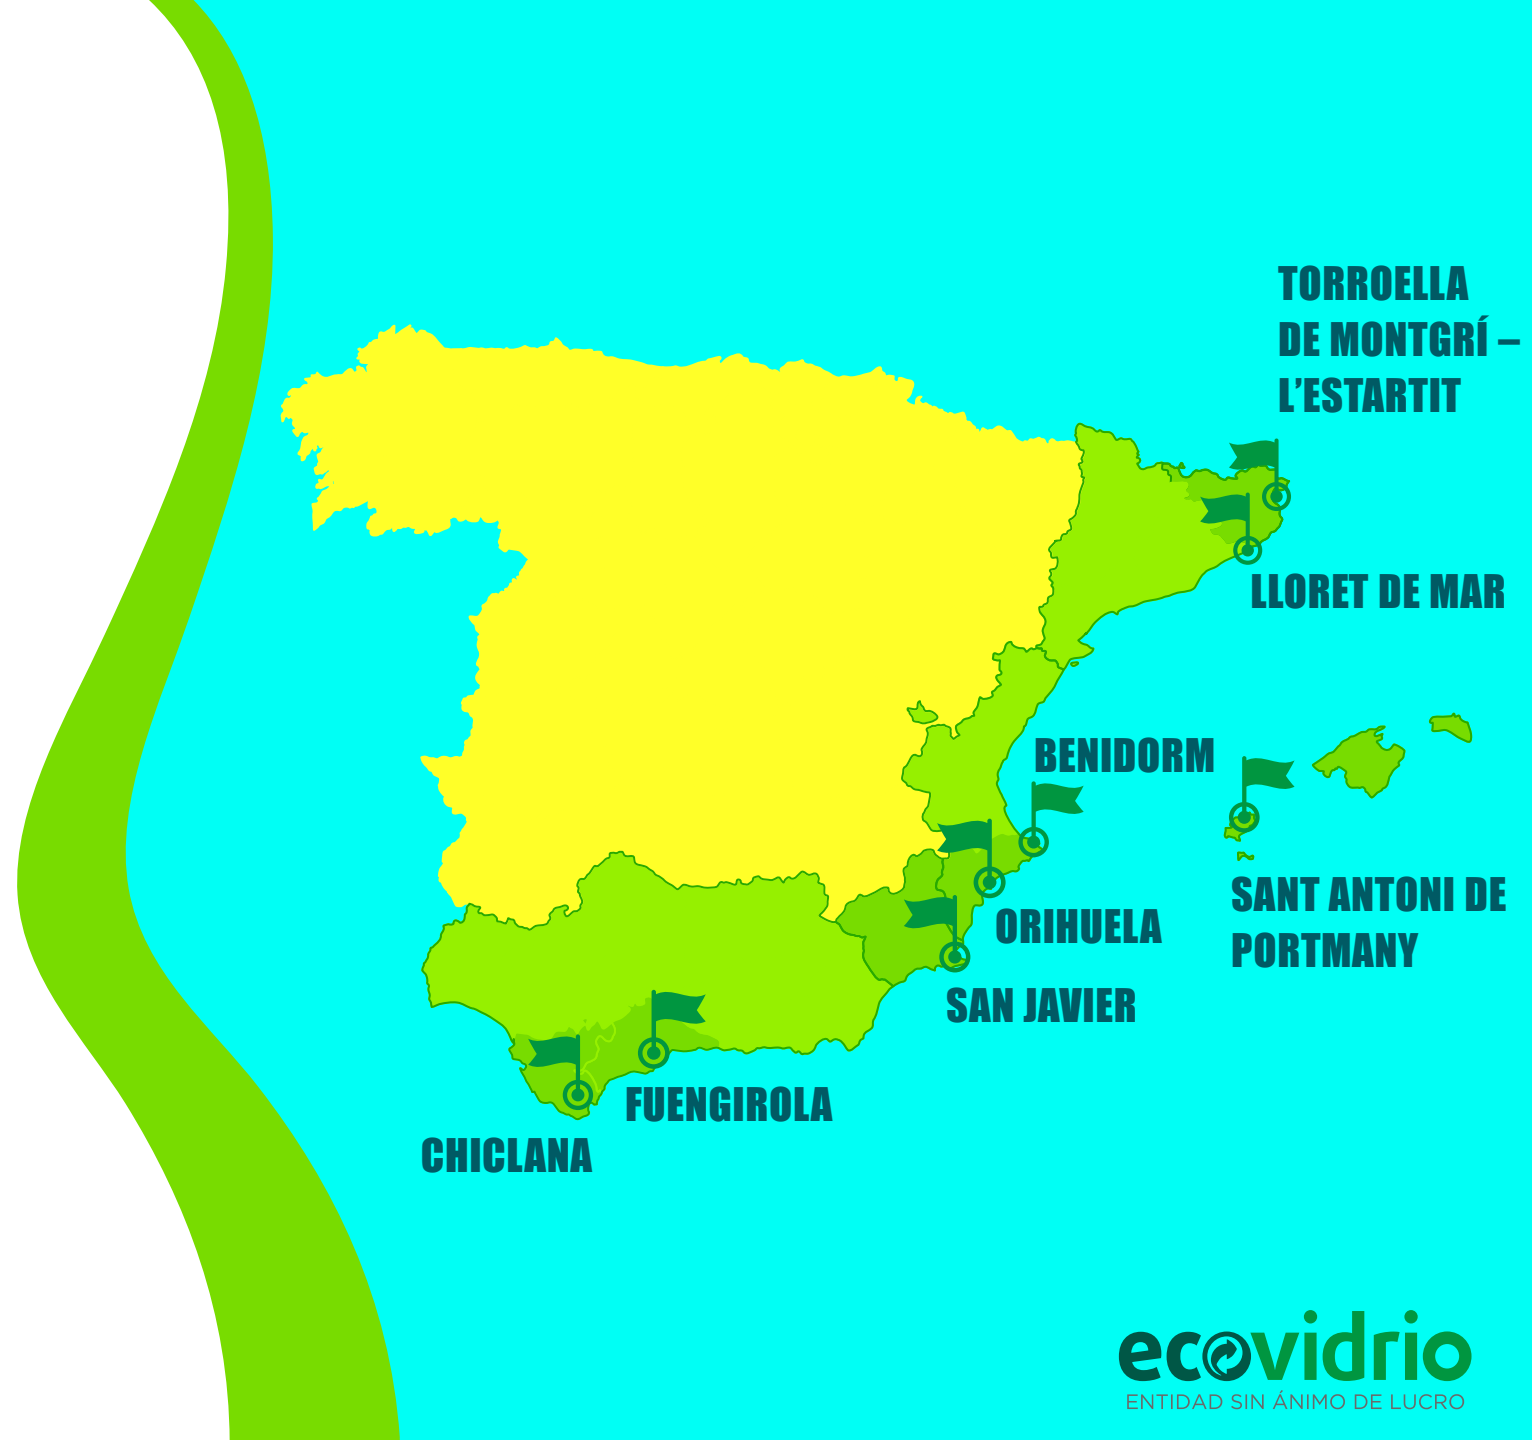 TORROELLA
DE MONTGRÍ –
L’ESTARTIT
LLORET DE MAR
BENIDORM
SANT ANTONI DE
PORTMANY
ORIHUELA
SAN JAVIER
FUENGIROLA
CHICLANA
ecovidrio
ENTIDAD SIN ÁNIMO DE LUCRO